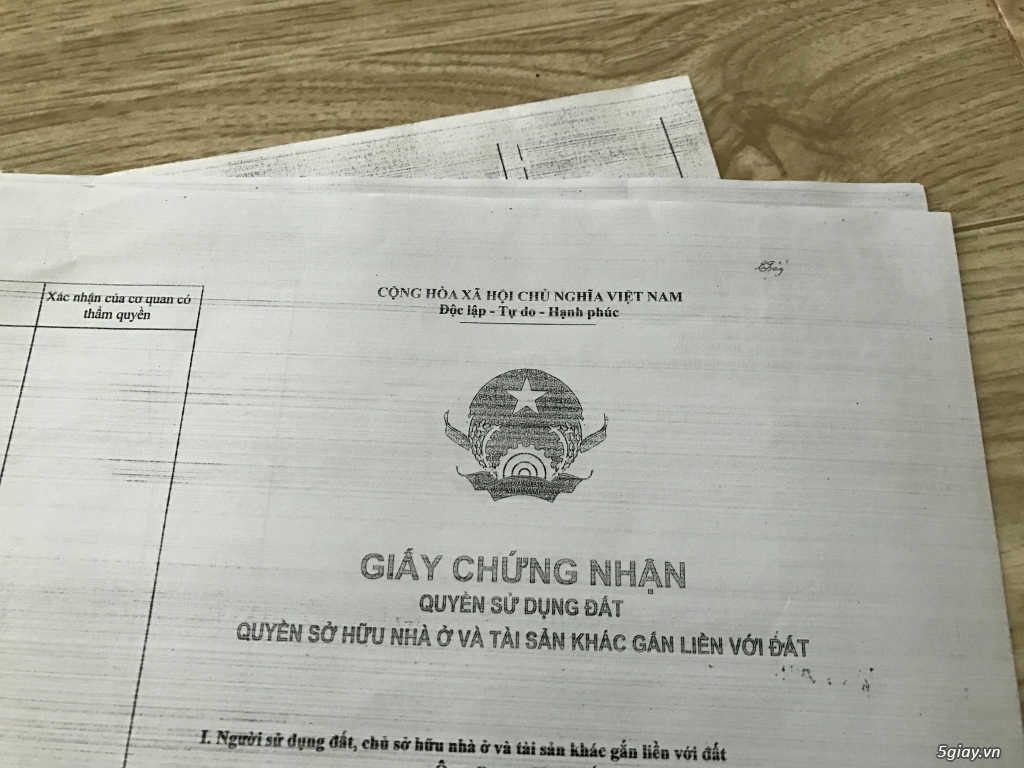 Xác nhận của cơ quan có
thẩm quyền
CỘNG HÒA XÃ HỘI CHỦ NGHĨA VIỆT NAM
Độc lập - Tự do - Hạnh phúc
GIẤY CHỨNG NHẬN
QUYỀN SỬ DỤNG ĐẤT
QUYỀN SỞ HỮU NHÀ Ở VÀ TÀI SẢN KHÁC GẮN LIỀN VỚI ĐẤT
I. Người sử dụng đất, chủ sở hữu nhà ở và tài sản khác gắn liền với đất
5giay.vn